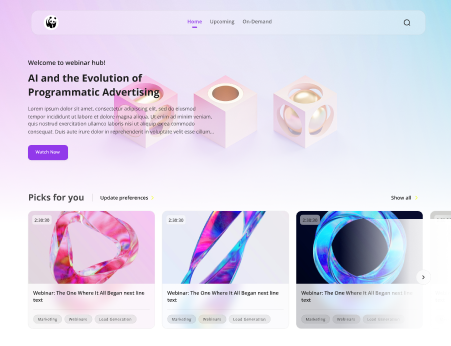 Home Upcoming On-Demand
Welcome to webinar hub!
AI and the Evolution of
Programmatic Advertising
Lorem ipsum dolor sit amet, consectetur adipiscing elit, sed do eiusmod
tempor incididunt ut labore et dolore magna aliqua. Ut enim ad minim veniam,
quis nostrud exercitation ullamco laboris nisi ut aliquip ex ea commodo
consequat. Duis aute irure dolor in reprehenderit in voluptate velit esse cillum...
Watch Now
Picks for you Update preferences Show all
2:30:30 2:30:30 2:30:30
Webinar: The One Where It All Began next line
text
Marketing Webinars Lead Generation
Webinar: The One Where It All Began next line
text
Marketing Webinars Lead Generation
Webinar: The One Where It All Began next line
text
Marketing Webinars Lead Generation